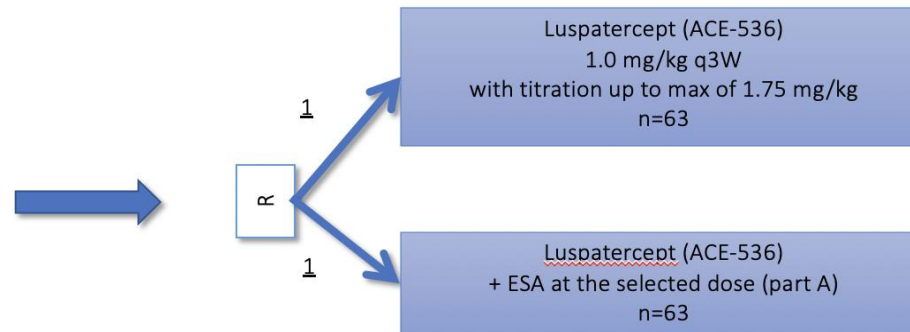 Luspatercept (ACE-536)
1.0 mg/kg q3W
with titration up to max of 1.75 mg/kg
n=63
1
R
1
Luspatercept (ACE-536)
+ ESA at the selected dose (part A)
n=63